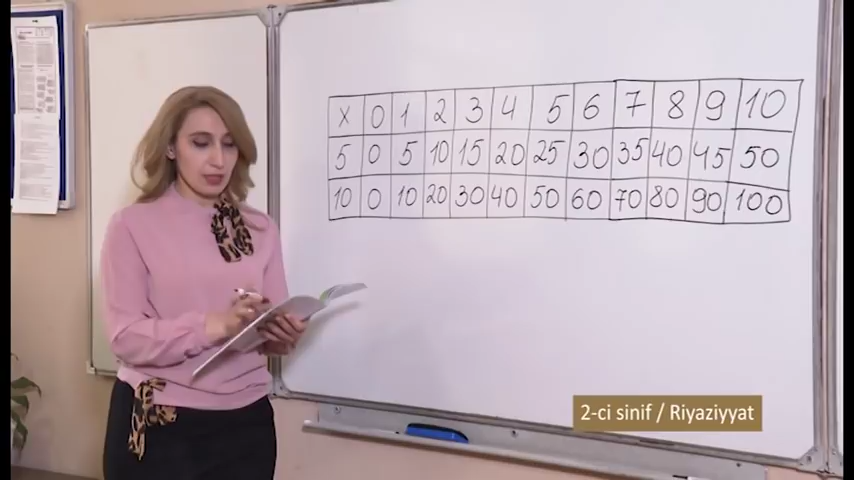 x 0 1 2 3 4 5 6 7 8 9 10
5 0 5 10 15 20 25 30 35 40 45 50
10 0 10 20 30 40 50 60 70 80 90 100
2-ci sinif / Riyaziyyat